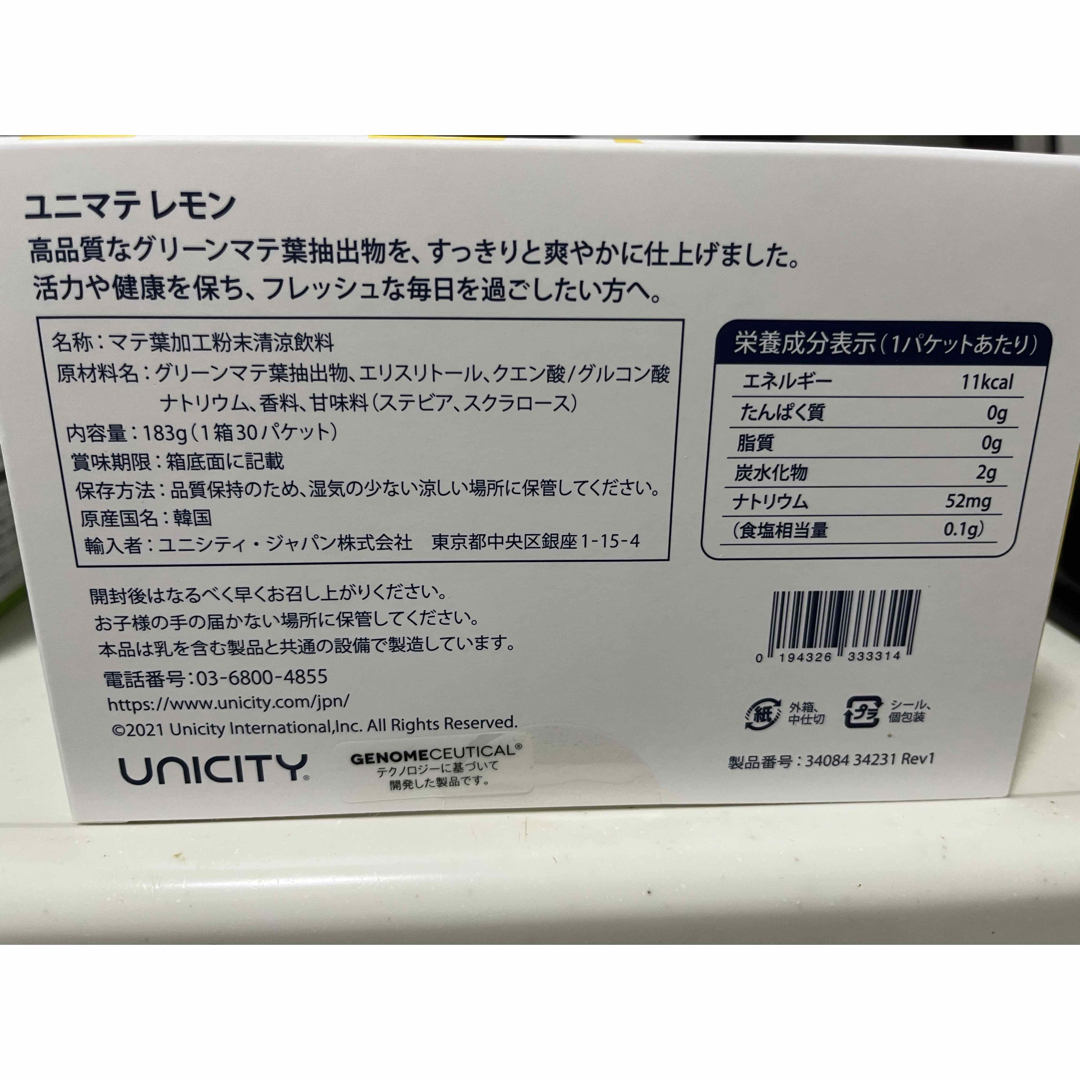 ユニマテ レモン
高品質なグリーンマテ葉抽出物を、すっきりと爽やかに仕上げました。
活力や健康を保ち、フレッシュな毎日を過ごしたい方へ。
名称：マテ葉加工粉末清涼飲料
原材料名：グリーンマテ葉抽出物、エリスリトール、クエン酸/グルコン酸
ナトリウム、香料、甘味料（ステビア、スクラロース）
内容量：183g（1箱30パケット）
賞味期限：箱底面に記載
保存方法：品質保持のため、湿気の少ない涼しい場所に保管してください。
原産国名：韓国
輸入者：ユニシティ・ジャパン株式会社　東京都中央区銀座1-15-4
栄養成分表示（1パケットあたり）
エネルギー 11kcal
たんぱく質 0g
脂質 0g
炭水化物 2g
ナトリウム 52mg
（食塩相当量 0.1g）
開封後はなるべく早くお召し上がりください。
お子様の手の届かない場所に保管してください。
本品は乳を含む製品と共通の設備で製造しています。
電話番号：03-6800-4855
https://www.unicity.com/jpn/
©2021 Unicity International,Inc. All Rights Reserved.
UNICITY®
GENOMECEUTICAL®
テクノロジーに基づいて
開発した製品です。
0 194326 333314
紙 外箱、
中仕切
プラ シール、
個包装
製品番号：34084 34231 Rev1